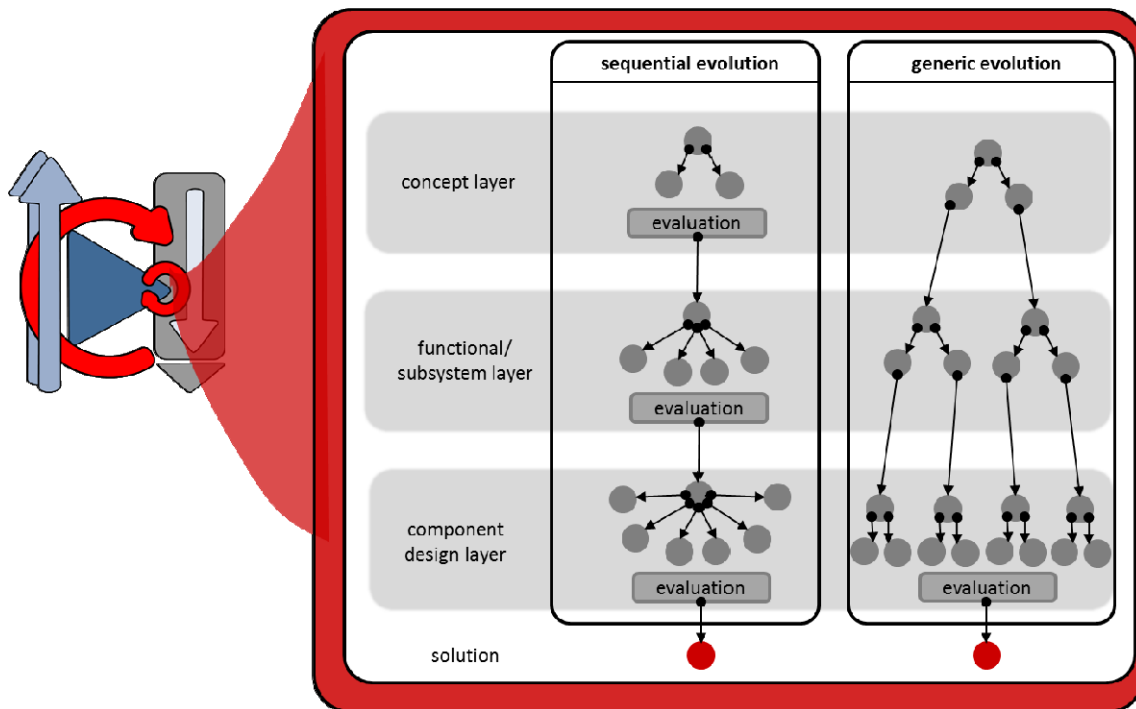 sequential evolution
generic evolution
concept layer
evaluation
functional/
subsystem layer
evaluation
component
design layer
evaluation
evaluation
solution